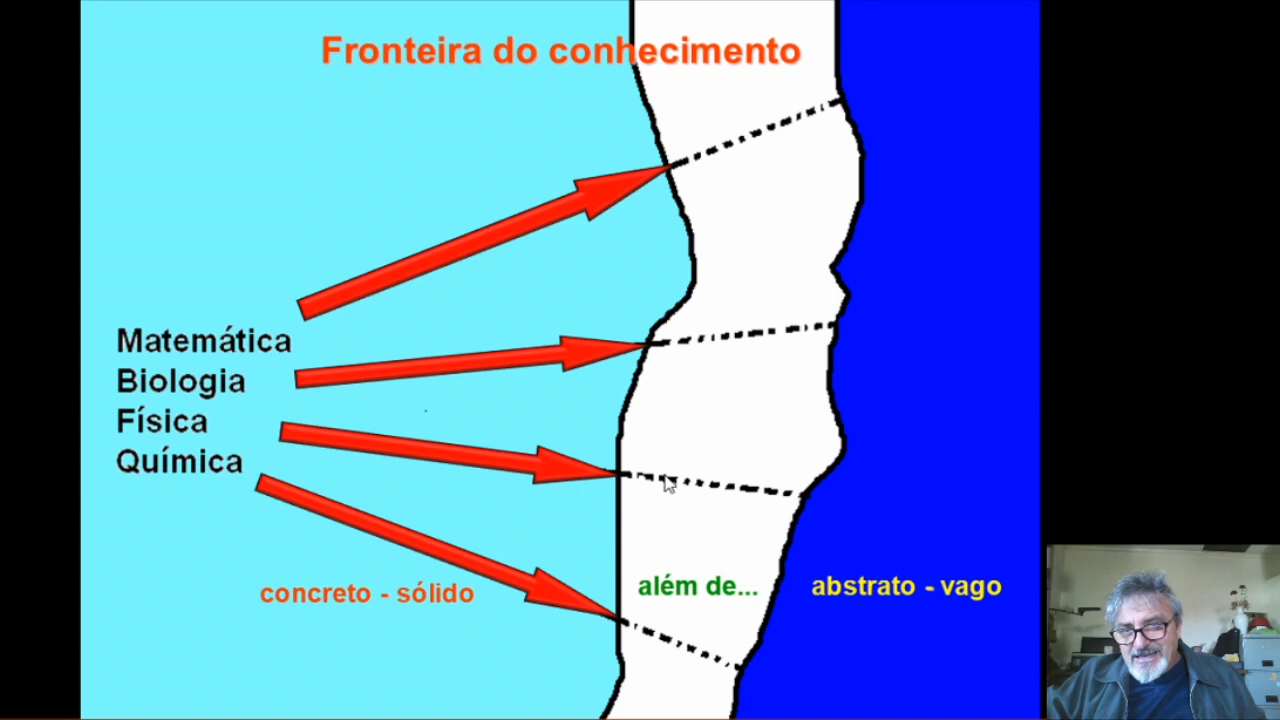 Fronteira do conhecimento
Matemática
Biologia
Física
Química
concreto - sólido
além de...
abstrato - vago